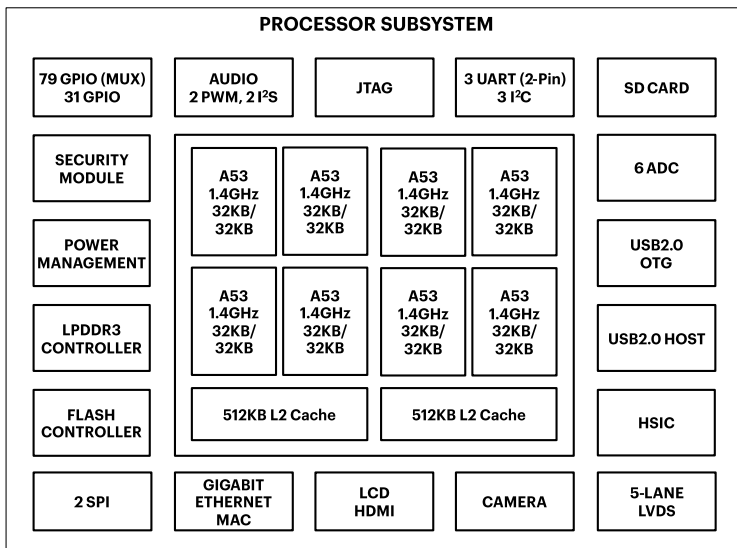 PROCESSOR SUBSYSTEM
79 GPIO (MUX)
31 GPIO
AUDIO
2 PWM, 2 I²S
JTAG
3 UART (2-Pin)
3 I²C
SD CARD
SECURITY
MODULE
POWER
MANAGEMENT
LPDDR3
CONTROLLER
FLASH
CONTROLLER
A53
1.4GHz
32KB/
32KB
A53
1.4GHz
32KB/
32KB
A53
1.4GHz
32KB/
32KB
A53
1.4GHz
32KB/
32KB
A53
1.4GHz
32KB/
32KB
A53
1.4GHz
32KB/
32KB
A53
1.4GHz
32KB/
32KB
A53
1.4GHz
32KB/
32KB
512KB L2 Cache
512KB L2 Cache
6 ADC
USB2.0
OTG
USB2.0 HOST
HSIC
2 SPI
GIGABIT
ETHERNET
MAC
LCD
HDMI
CAMERA
5-LANE
LVDS